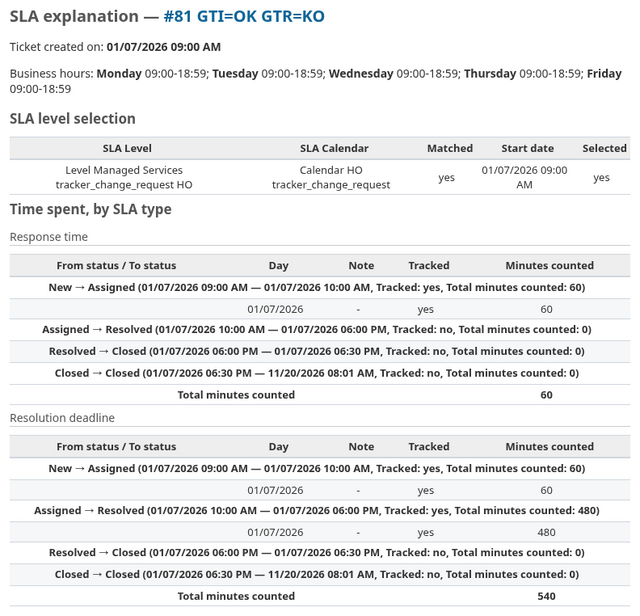 SLA explanation — #81 GTI=OK GTR=KO
Ticket created on: 01/07/2026 09:00 AM
Business hours: Monday 09:00-18:59; Tuesday 09:00-18:59; Wednesday 09:00-18:59; Thursday 09:00-18:59; Friday
09:00-18:59
SLA level selection
SLA Level SLA Calendar Matched Start date Selected
Level Managed Services
tracker_change_request HO
Calendar HO
tracker_change_request
yes
01/07/2026 09:00
AM
yes
Time spent, by SLA type
Response time
From status / To status Day Note Tracked Minutes counted
New → Assigned (01/07/2026 09:00 AM — 01/07/2026 10:00 AM, Tracked: yes, Total minutes counted: 60)
01/07/2026 - yes 60
Assigned → Resolved (01/07/2026 10:00 AM — 01/07/2026 06:00 PM, Tracked: no, Total minutes counted: 0)
Resolved → Closed (01/07/2026 06:00 PM — 01/07/2026 06:30 PM, Tracked: no, Total minutes counted: 0)
Closed → Closed (01/07/2026 06:30 PM — 11/20/2026 08:01 AM, Tracked: no, Total minutes counted: 0)
Total minutes counted 60
Resolution deadline
From status / To status Day Note Tracked Minutes counted
New → Assigned (01/07/2026 09:00 AM — 01/07/2026 10:00 AM, Tracked: yes, Total minutes counted: 60)
01/07/2026 - yes 60
Assigned → Resolved (01/07/2026 10:00 AM — 01/07/2026 06:00 PM, Tracked: yes, Total minutes counted: 480)
01/07/2026 - yes 480
Resolved → Closed (01/07/2026 06:00 PM — 01/07/2026 06:30 PM, Tracked: no, Total minutes counted: 0)
Closed → Closed (01/07/2026 06:30 PM — 11/20/2026 08:01 AM, Tracked: no, Total minutes counted: 0)
Total minutes counted 540